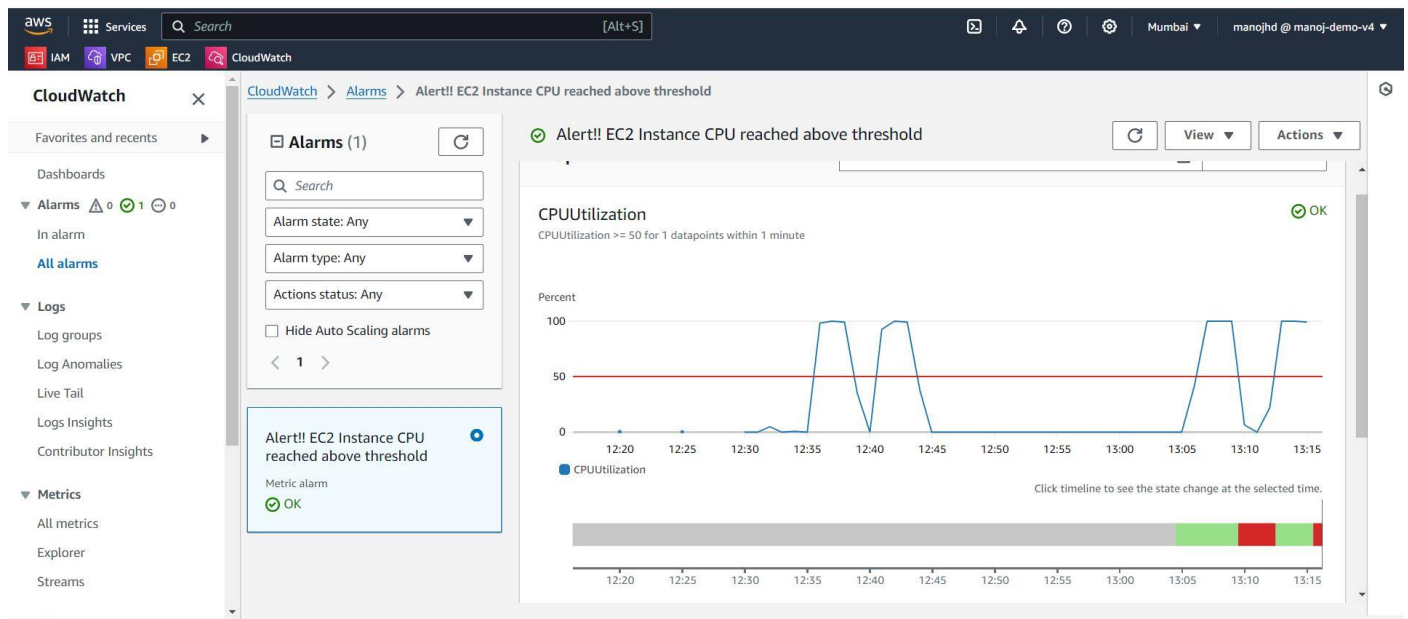 aws
Services
Search [Alt+S]
Mumbai
manojhd @ manoj-demo-v4
IAM VPC EC2 CloudWatch
CloudWatch
Favorites and recents
Dashboards
Alarms 0 1 0
In alarm
All alarms
Logs
Log groups
Log Anomalies
Live Tail
Logs Insights
Contributor Insights
Metrics
All metrics
Explorer
Streams
CloudWatch Alarms Alert!! EC2 Instance CPU reached above threshold
Alarms (1)
Search
Alarm state: Any
Alarm type: Any
Actions status: Any
Hide Auto Scaling alarms
1
Alert!! EC2 Instance CPU
reached above threshold
Metric alarm
OK
Alert!! EC2 Instance CPU reached above threshold
View
Actions
CPUUtilization
OK
CPUUtilization >= 50 for 1 datapoints within 1 minute
Percent
100
50
0
12:20 12:25 12:30 12:35 12:40 12:45 12:50 12:55 13:00 13:05 13:10 13:15
CPUUtilization
Click timeline to see the state change at the selected time.
12:20 12:25 12:30 12:35 12:40 12:45 12:50 12:55 13:00 13:05 13:10 13:15